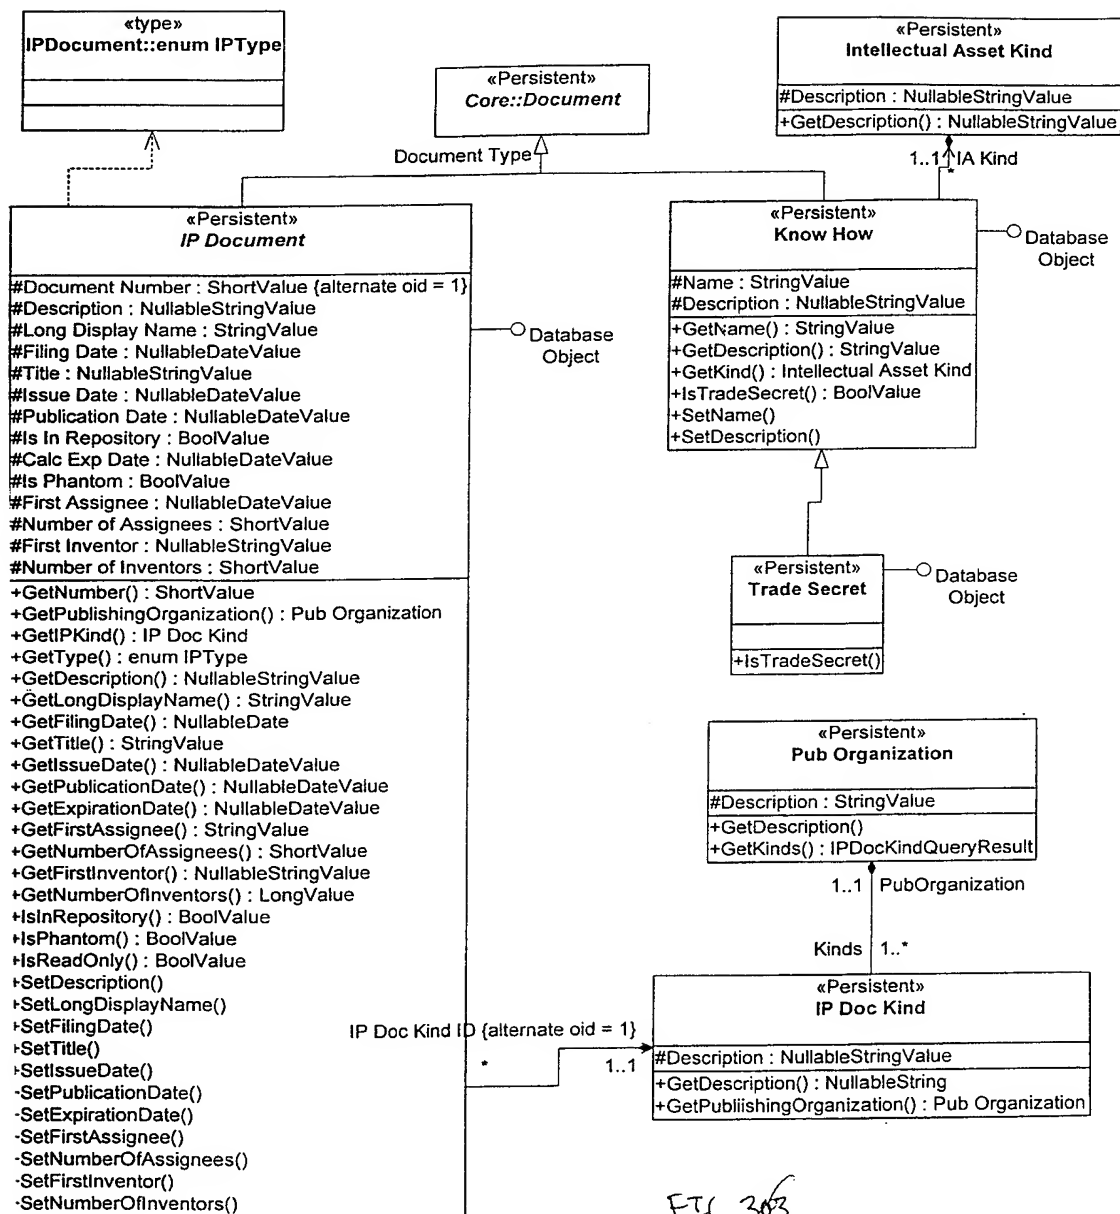 «type»
IPDocument::enum IPType
«Persistent»
Core::Document
«Persistent»
Intellectual Asset Kind
#Description : NullableStringValue
+GetDescription() : NullableStringValue
Document Type
1..1
IA Kind
*
«Persistent»
IP Document
#Document Number : ShortValue {alternate oid = 1}
#Description : NullableStringValue
#Long Display Name : StringValue
#Filing Date : NullableDateValue
#Title : NullableStringValue
#Issue Date : NullableDateValue
#Publication Date : NullableDateValue
#Is In Repository : BoolValue
#Calc Exp Date : NullableDateValue
#Is Phantom : BoolValue
#First Assignee : NullableDateValue
#Number of Assignees : ShortValue
#First Inventor : NullableStringValue
#Number of Inventors : ShortValue
+GetNumber() : ShortValue
+GetPublishingOrganization() : Pub Organization
+GetIPKind() : IP Doc Kind
+GetType() : enum IPType
+GetDescription() : NullableStringValue
+GetLongDisplayName() : StringValue
+GetFilingDate() : NullableDate
+GetTitle() : StringValue
+GetIssueDate() : NullableDateValue
+GetPublicationDate() : NullableDateValue
+GetExpirationDate() : NullableDateValue
+GetFirstAssignee() : StringValue
+GetNumberOfAssignees() : ShortValue
+GetFirstInventor() : NullableStringValue
+GetNumberOfInventors() : LongValue
+IsInRepository() : BoolValue
+IsPhantom() : BoolValue
+IsReadOnly() : BoolValue
+SetDescription()
+SetLongDisplayName()
+SetFilingDate()
+SetTitle()
+SetIssueDate()
-SetPublicationDate()
-SetExpirationDate()
-SetFirstAssignee()
-SetNumberOfAssignees()
-SetFirstInventor()
-SetNumberOfInventors()
Database
Object
«Persistent»
Know How
#Name : StringValue
#Description : NullableStringValue
+GetName() : StringValue
+GetDescription() : StringValue
+GetKind() : Intellectual Asset Kind
+IsTradeSecret() : BoolValue
+SetName()
+SetDescription()
Database
Object
«Persistent»
Trade Secret
+IsTradeSecret()
Database
Object
«Persistent»
Pub Organization
#Description : StringValue
+GetDescription()
+GetKinds() : IPDocKindQueryResult
1..1 PubOrganization
Kinds 1..*
«Persistent»
IP Doc Kind
#Description : NullableStringValue
+GetDescription() : NullableString
+GetPubliishingOrganization() : Pub Organization
IP Doc Kind ID {alternate oid = 1}
* 1..1